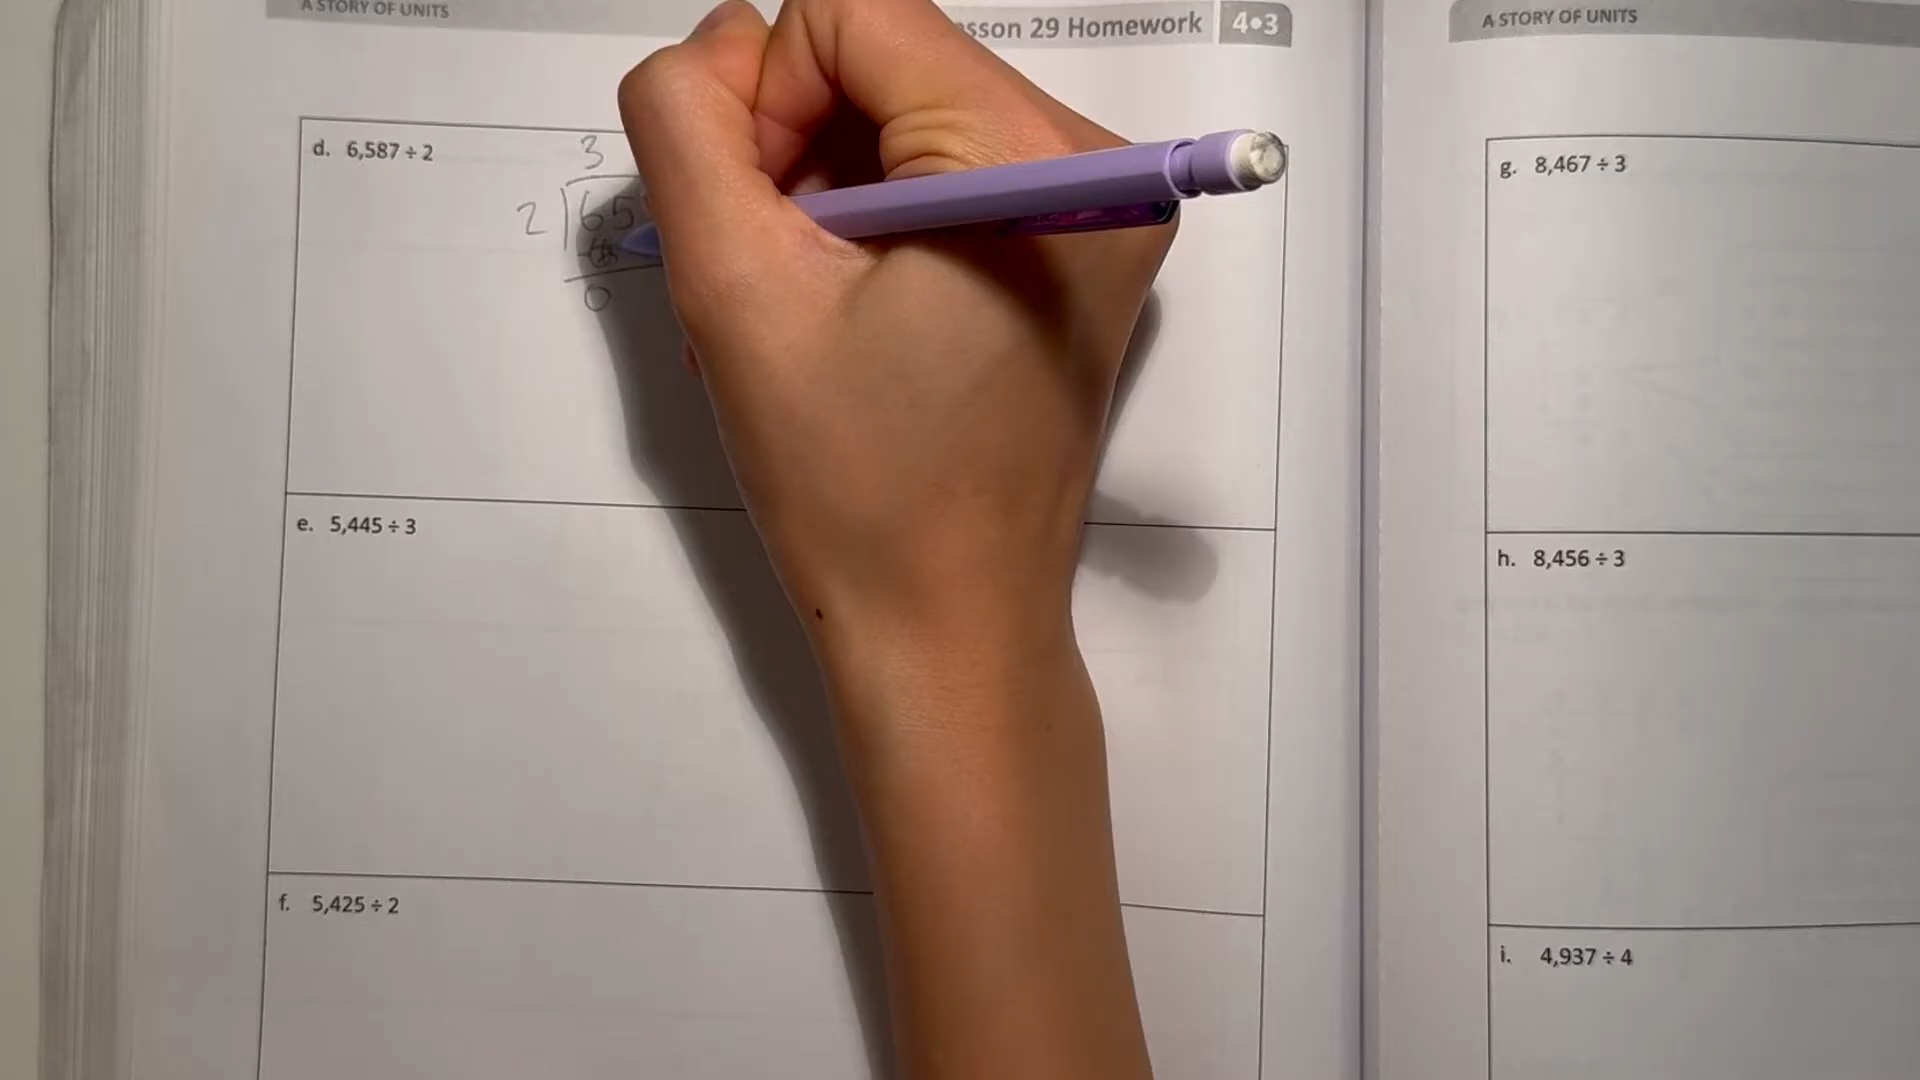 A STORY OF UNITS
sson 29 Homework 4•3
d. 6,587 ÷ 2
3
2 65
0
e. 5,445 ÷ 3
f. 5,425 ÷ 2
A STORY OF UNITS
g. 8,467 ÷ 3
h. 8,456 ÷ 3
i. 4,937 ÷ 4